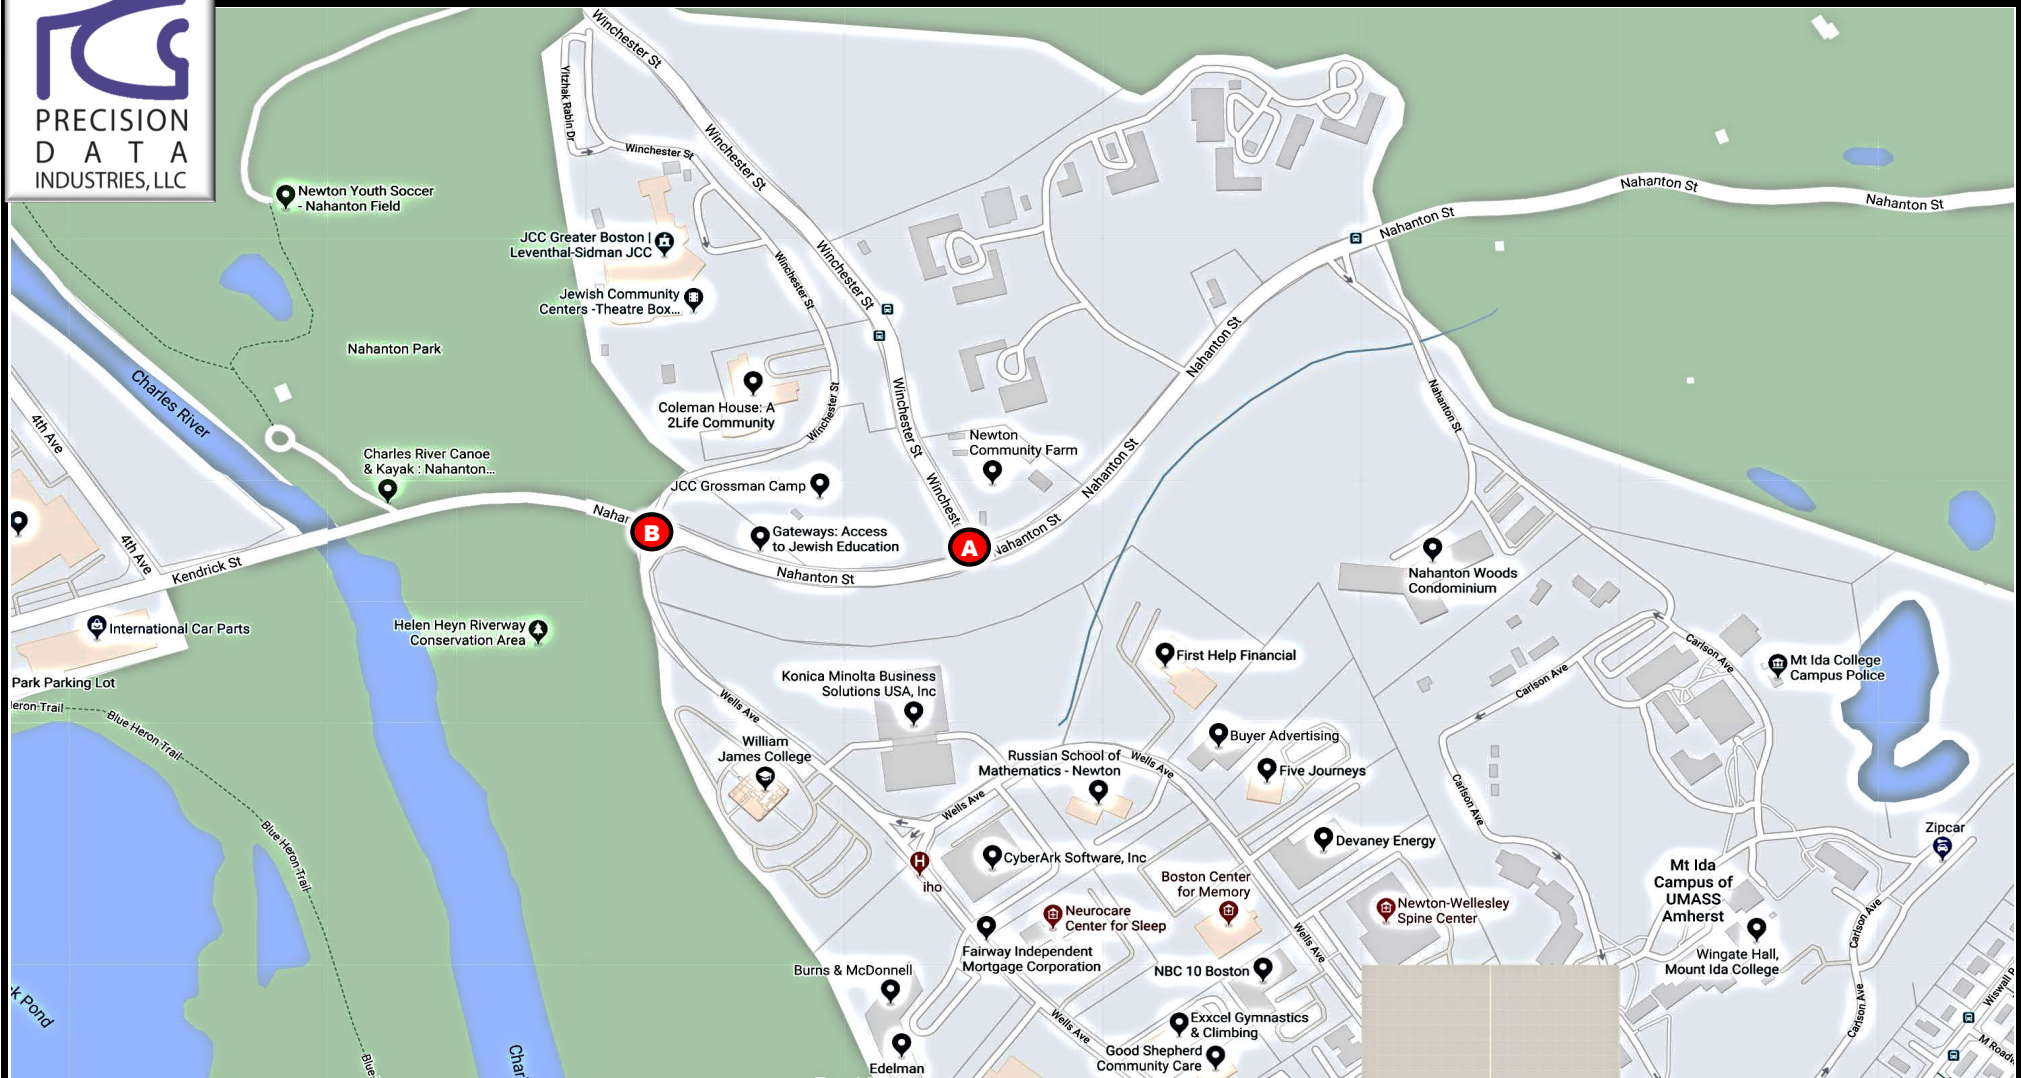 PRECISION
DATA
INDUSTRIES, LLC
Winchester St
Yitzhak Rabin Dr
Winchester St
Winchester St
Nahanton St
Nahanton St
Nahanton St
Newton Youth Soccer
- Nahanton Field
JCC Greater Boston |
Leventhal-Sidman JCC
Winchester St
Winchester St
Jewish Community
Centers -Theatre Box...
Nahanton Park
Nahanton St
Charles River
Coleman House: A
2Life Community
Winchester St
Winchester St
Nahanton St
4th Ave
Newton
Community Farm
Charles River Canoe
& Kayak : Nahanton...
Nahanton St
JCC Grossman Camp
B
A
Nahanton St
Gateways: Access
to Jewish Education
4th Ave
Kendrick St
Nahanton St
Nahanton Woods
Condominium
International Car Parts
Helen Heyn Riverway
Conservation Area
First Help Financial
Carlson Ave
Carlson Ave
Mt Ida College
Campus Police
Park Parking Lot
Konica Minolta Business
Solutions USA, Inc
Wells Ave
Blue Heron Trail
William
James College
Buyer Advertising
Russian School of
Mathematics - Newton
Wells Ave
Five Journeys
Wells Ave
Carlson Ave
Blue Heron Trail
CyberArk Software, Inc
Devaney Energy
Zipcar
H
iho
Boston Center
for Memory
Mt Ida
Campus of
UMASS
Amherst
Neurocare
Center for Sleep
Newton-Wellesley
Spine Center
Carlson Ave
Fairway Independent
Mortgage Corporation
Wells Ave
Wingate Hall,
Mount Ida College
Burns & McDonnell
NBC 10 Boston
Pond
Wells Ave
Exxcel Gymnastics
& Climbing
Carlson Ave
Good Shepherd
Community Care
Edelman
Blue